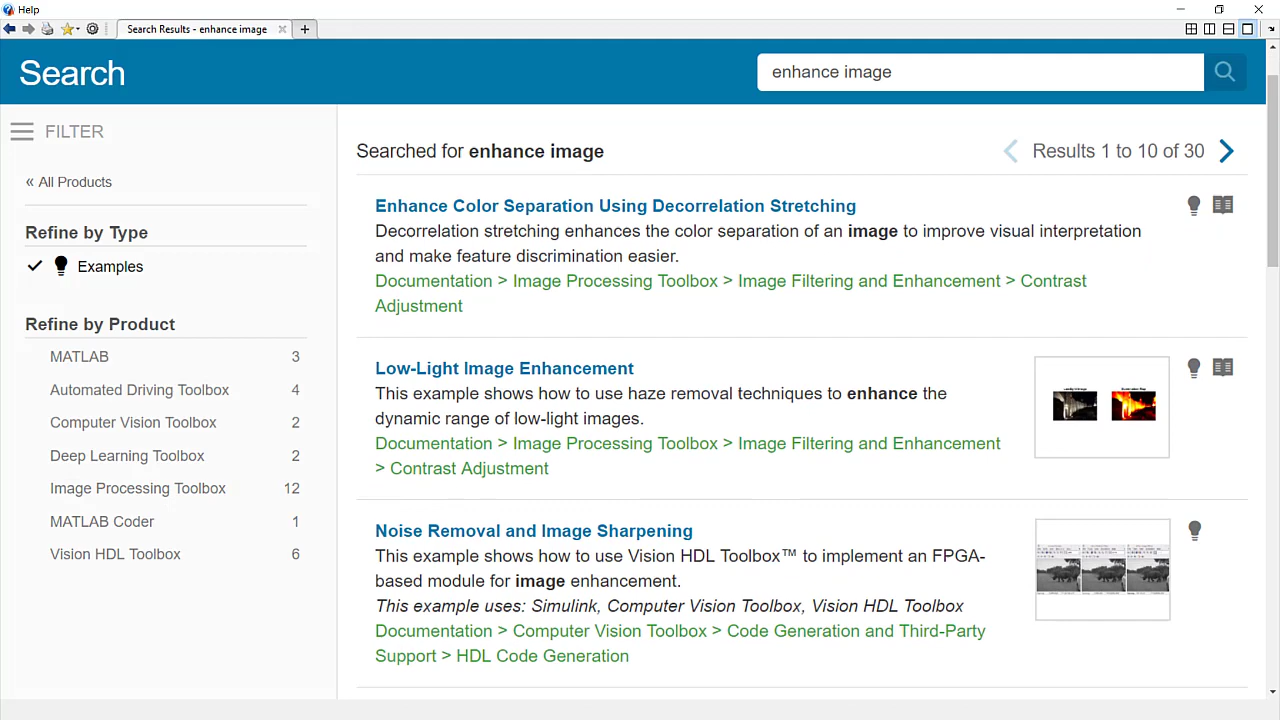 Help
Search Results - enhance image
Search
enhance image
FILTER
Searched for enhance image
Results 1 to 10 of 30
« All Products
Refine by Type
Examples
Refine by Product
MATLAB 3
Automated Driving Toolbox 4
Computer Vision Toolbox 2
Deep Learning Toolbox 2
Image Processing Toolbox 12
MATLAB Coder 1
Vision HDL Toolbox 6
Enhance Color Separation Using Decorrelation Stretching
Decorrelation stretching enhances the color separation of an image to improve visual interpretation
and make feature discrimination easier.
Documentation > Image Processing Toolbox > Image Filtering and Enhancement > Contrast
Adjustment
Low-Light Image Enhancement
This example shows how to use haze removal techniques to enhance the
dynamic range of low-light images.
Documentation > Image Processing Toolbox > Image Filtering and Enhancement
> Contrast Adjustment
Noise Removal and Image Sharpening
This example shows how to use Vision HDL Toolbox™ to implement an FPGA-
based module for image enhancement.
This example uses: Simulink, Computer Vision Toolbox, Vision HDL Toolbox
Documentation > Computer Vision Toolbox > Code Generation and Third-Party
Support > HDL Code Generation